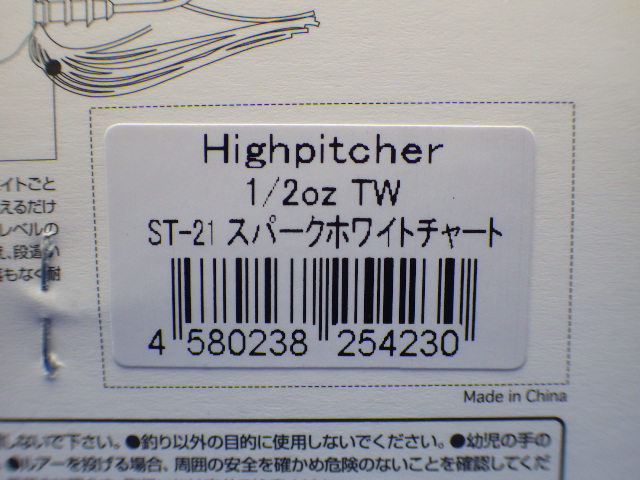 Highpitcher
1/2oz TW
ST-21 スパークホワイトチャート
4 580238 254230
イトごと
えるだけ
レベルの
え、段違い
もなく耐
Made in China
しないで下さい。●釣り以外の目的に使用しないでください。●幼児の手の
●ルアーを投げる場合、周囲の安全を確かめ危険のないことを確認してくだ